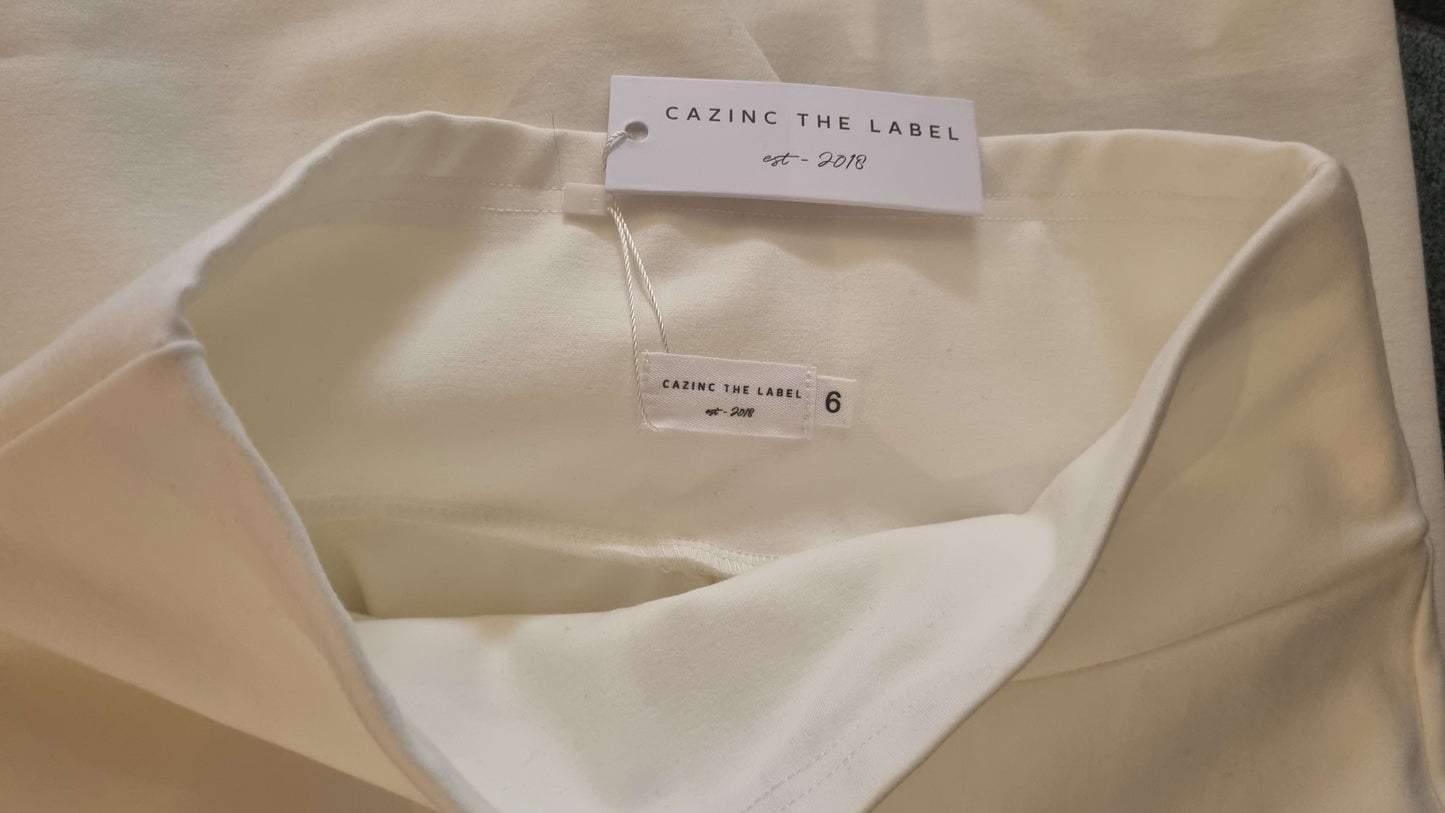 CAZINC THE LABEL
est - 2018
CAZINC THE LABEL
est - 2018
6